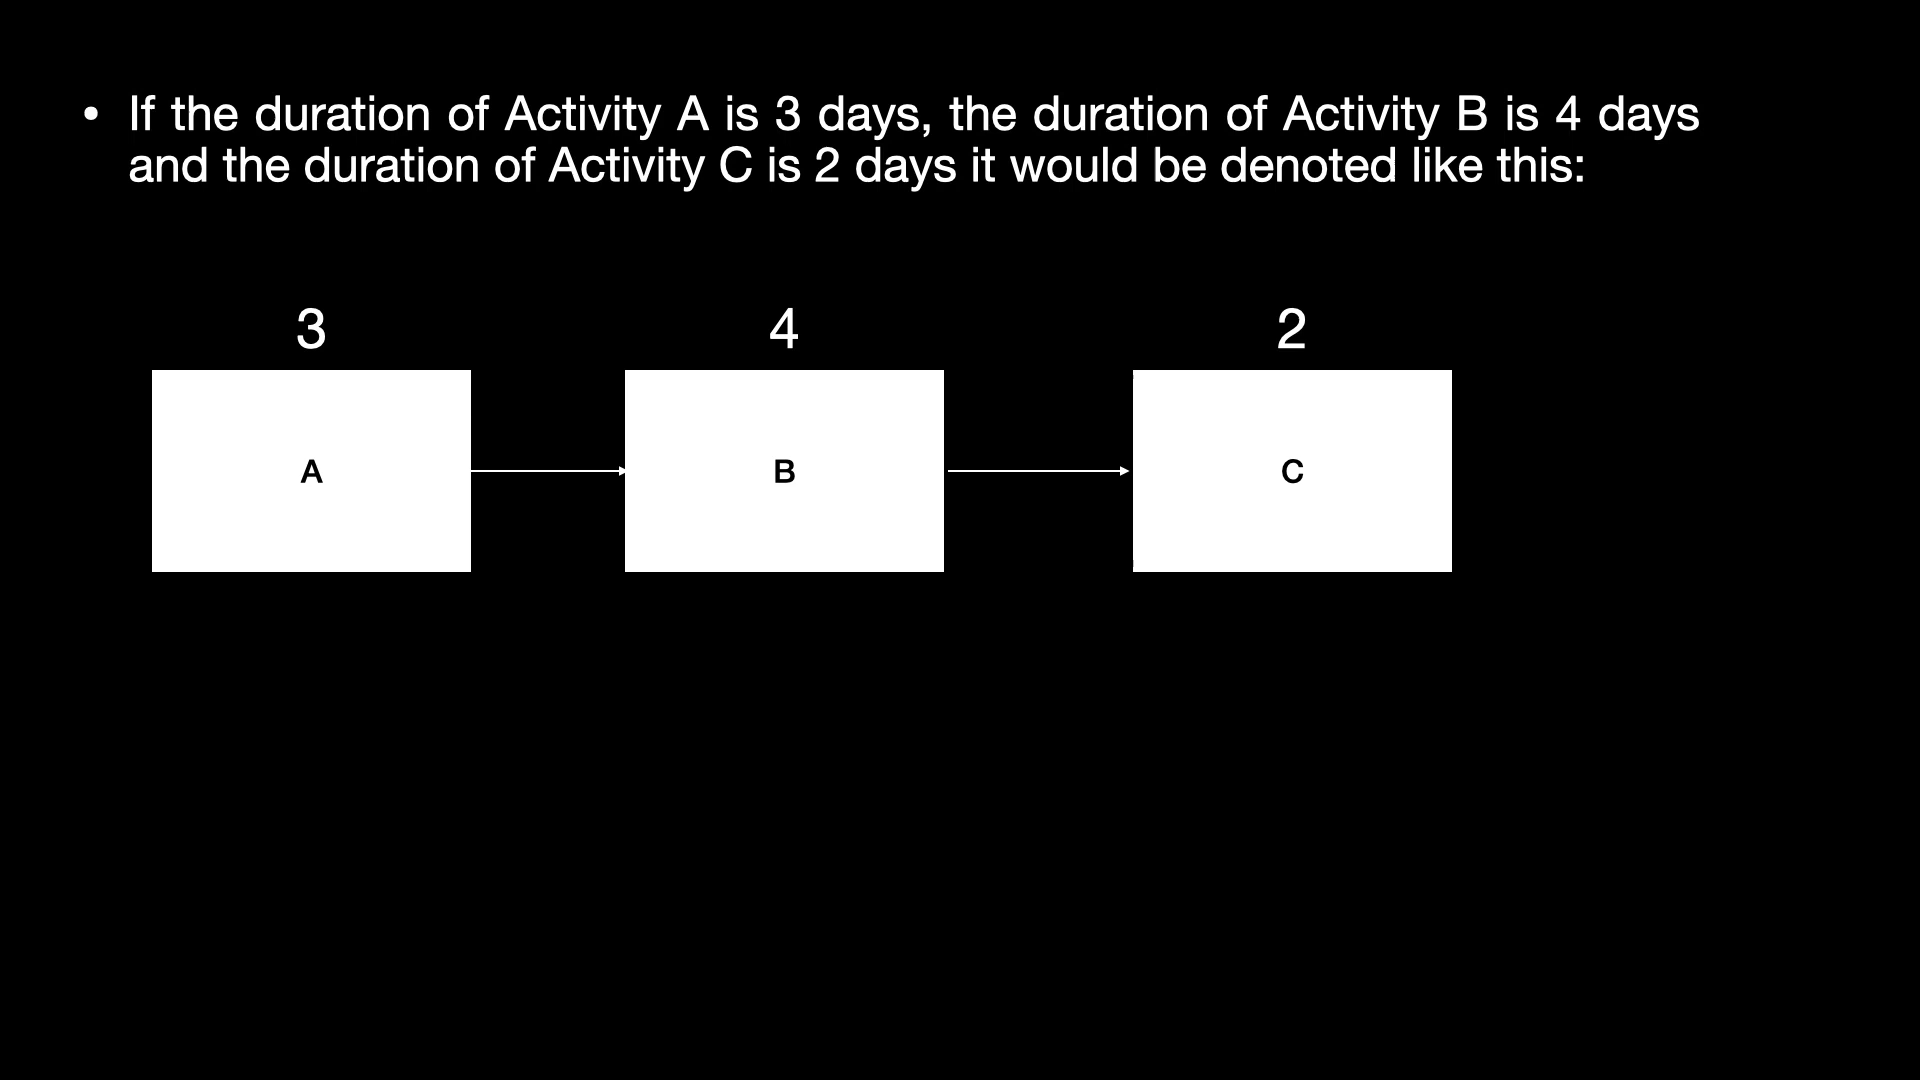 • If the duration of Activity A is 3 days, the duration of Activity B is 4 days
and the duration of Activity C is 2 days it would be denoted like this:
3 4 2
A B C